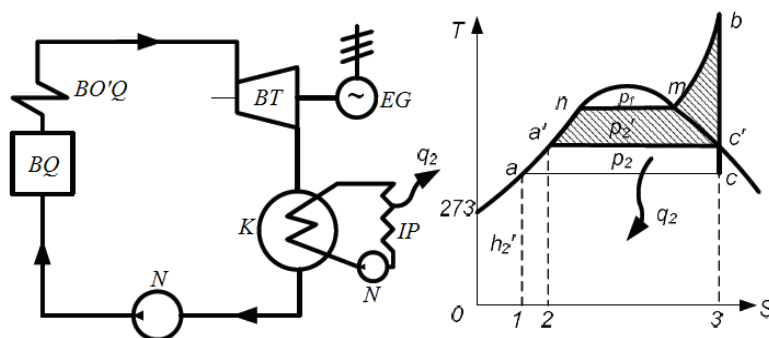 BO'Q
BT
EG
~
BQ
q₂
K
IP
N
N
T
b
n
p₁
m
a'
p₂'
c'
a
p₂
c
273
h₂'
q₂
0
1
2
3
S